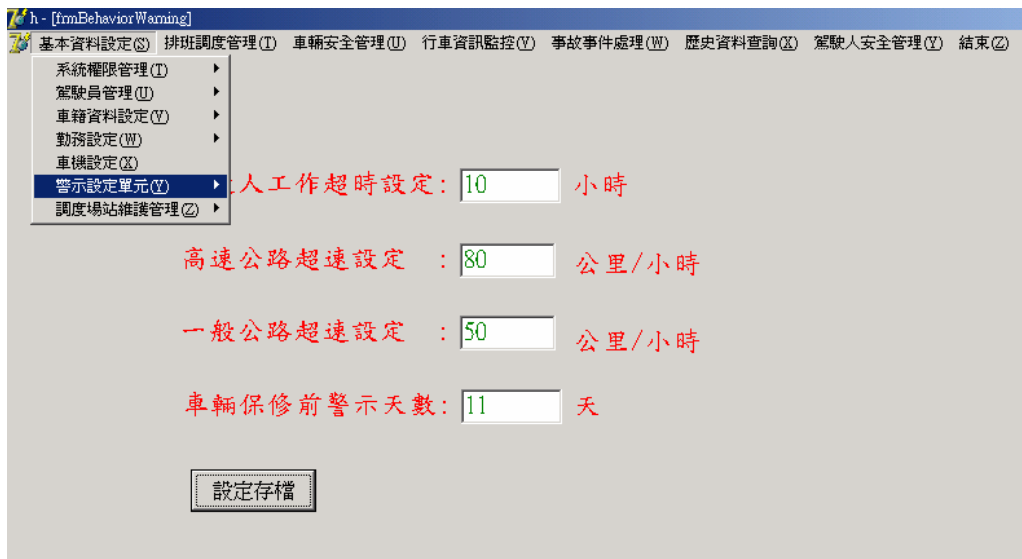 h - [frmBehaviorWarning]
基本資料設定(S) 排班調度管理(T) 車輛安全管理(U) 行車資訊監控(V) 事故事件處理(W) 歷史資料查詢(X) 駕駛人安全管理(Y) 結束(Z)
系統權限管理(T)
駕駛員管理(U)
車籍資料設定(V)
勤務設定(W)
車機設定(X)
警示設定單元(Y)
調度場站維護管理(Z)
人工作超時設定: 10 小時
高速公路超速設定 : 80 公里/小時
一般公路超速設定 : 50 公里/小時
車輛保修前警示天數: 11 天
設定存檔